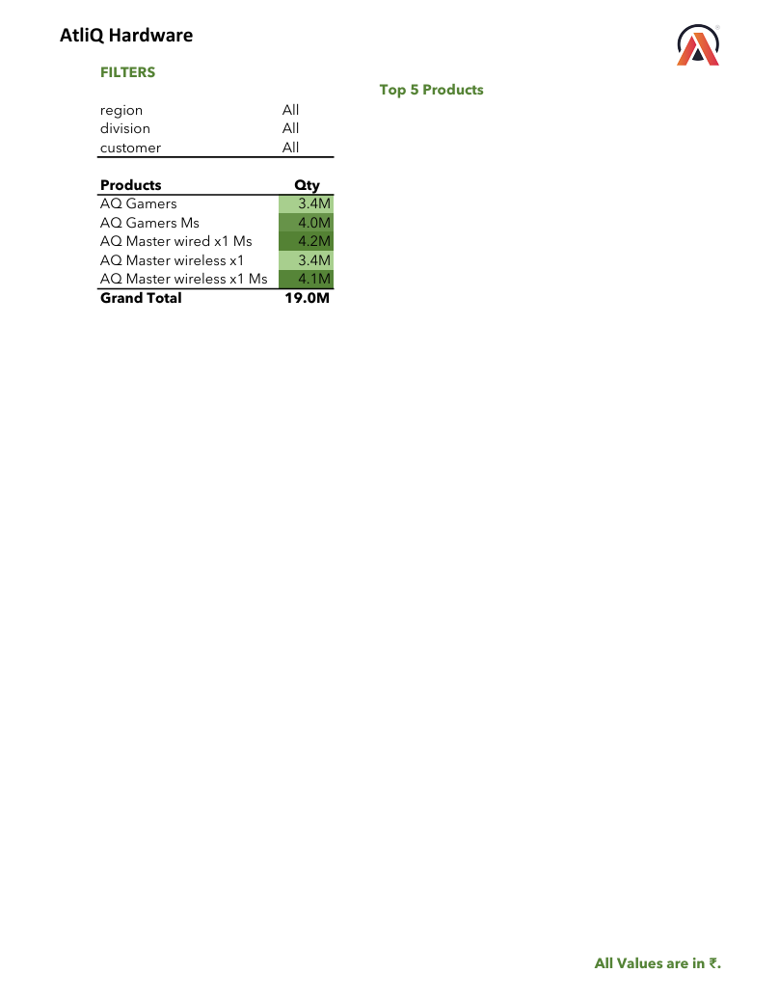 AtliQ Hardware
FILTERS
Top 5 Products
region All
division All
customer All
Products Qty
AQ Gamers 3.4M
AQ Gamers Ms 4.0M
AQ Master wired x1 Ms 4.2M
AQ Master wireless x1 3.4M
AQ Master wireless x1 Ms 4.1M
Grand Total 19.0M
All Values are in ₹.